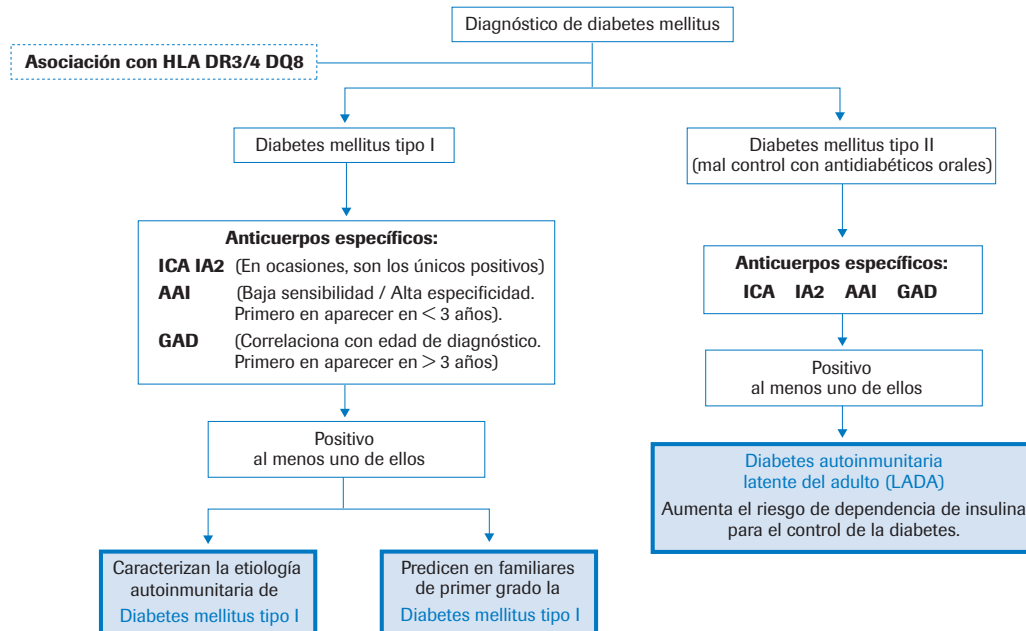 Diagnóstico de diabetes mellitus
Asociación con HLA DR3/4 DQ8
Diabetes mellitus tipo I
Diabetes mellitus tipo II
(mal control con antidiabéticos orales)
Anticuerpos específicos:
ICA IA2 (En ocasiones, son los únicos positivos)
AAI (Baja sensibilidad / Alta especificidad.
Primero en aparecer en < 3 años).
GAD (Correlaciona con edad de diagnóstico.
Primero en aparecer en > 3 años)
Anticuerpos específicos:
ICA IA2 AAI GAD
Positivo
al menos uno de ellos
Positivo
al menos uno de ellos
Diabetes autoinmunitaria
latente del adulto (LADA)
Aumenta el riesgo de dependencia de insulina
para el control de la diabetes.
Caracterizan la etiología
autoinmunitaria de
Diabetes mellitus tipo I
Predicen en familiares
de primer grado la
Diabetes mellitus tipo I